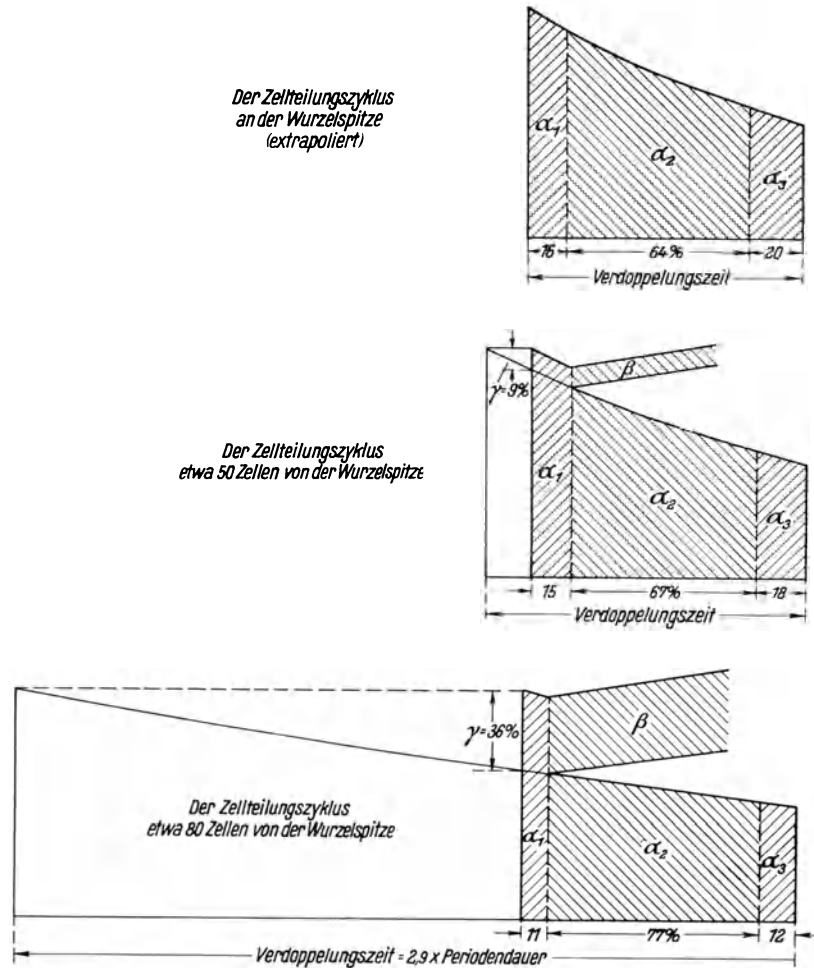 Der Zellteilungszyklus
an der Wurzelspitze
(extrapoliert)
α₁
α₂
α₃
16
64%
20
Verdoppelungszeit
β
γ=9%
Der Zellteilungszyklus
etwa 50 Zellen von der Wurzelspitze
α₁
α₂
α₃
15
67%
18
Verdoppelungszeit
γ=36%
β
Der Zellteilungszyklus
etwa 80 Zellen von der Wurzelspitze
α₁
α₂
α₃
11
77%
12
Verdoppelungszeit = 2,9 x Periodendauer